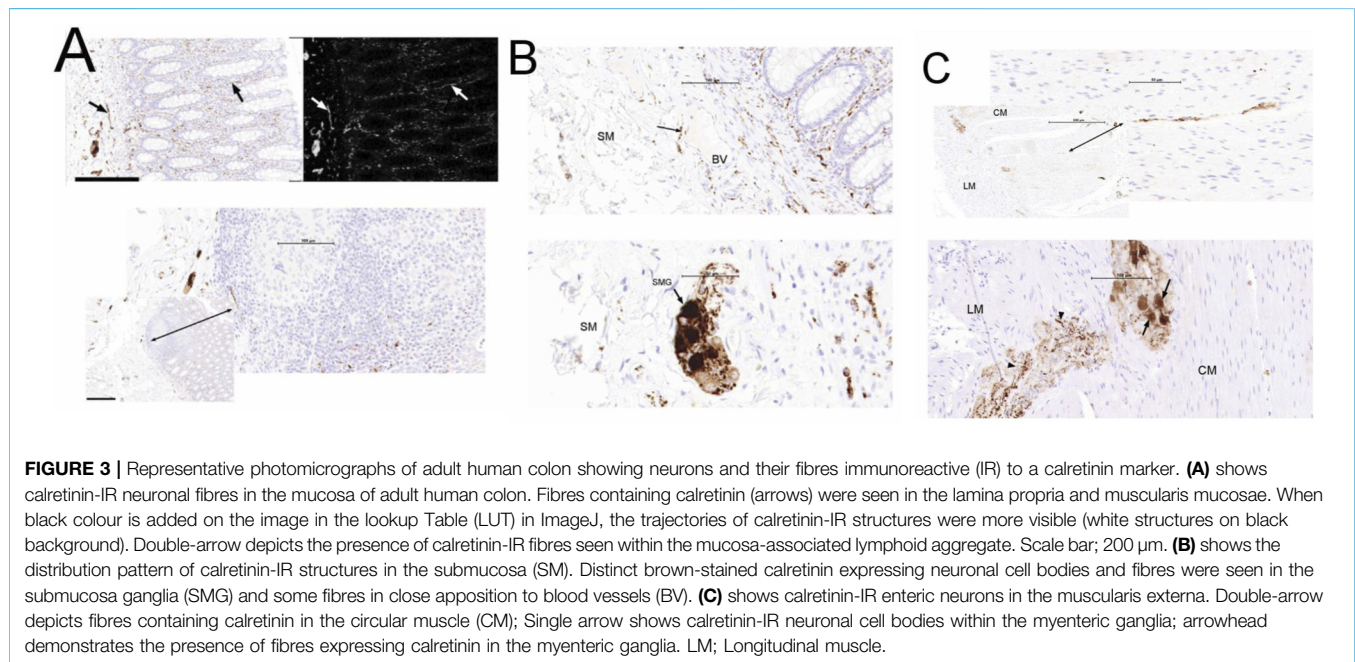 A
B
C
100 µm
SM
BV
CM
LM
50 µm
100 µm
SMG
SM
LM
CM
FIGURE 3 | Representative photomicrographs of adult human colon showing neurons and their fibres immunoreactive (IR) to a calretinin marker. (A) shows
calretinin-IR neuronal fibres in the mucosa of adult human colon. Fibres containing calretinin (arrows) were seen in the lamina propria and muscularis mucosae. When
black colour is added on the image in the lookup Table (LUT) in ImageJ, the trajectories of calretinin-IR structures were more visible (white structures on black
background). Double-arrow depicts the presence of calretinin-IR fibres seen within the mucosa-associated lymphoid aggregate. Scale bar; 200 µm. (B) shows the
distribution pattern of calretinin-IR structures in the submucosa (SM). Distinct brown-stained calretinin expressing neuronal cell bodies and fibres were seen in the
submucosa ganglia (SMG) and some fibres in close apposition to blood vessels (BV). (C) shows calretinin-IR enteric neurons in the muscularis externa. Double-arrow
depicts fibres containing calretinin in the circular muscle (CM); Single arrow shows calretinin-IR neuronal cell bodies within the myenteric ganglia; arrowhead
demonstrates the presence of fibres expressing calretinin in the myenteric ganglia. LM; Longitudinal muscle.